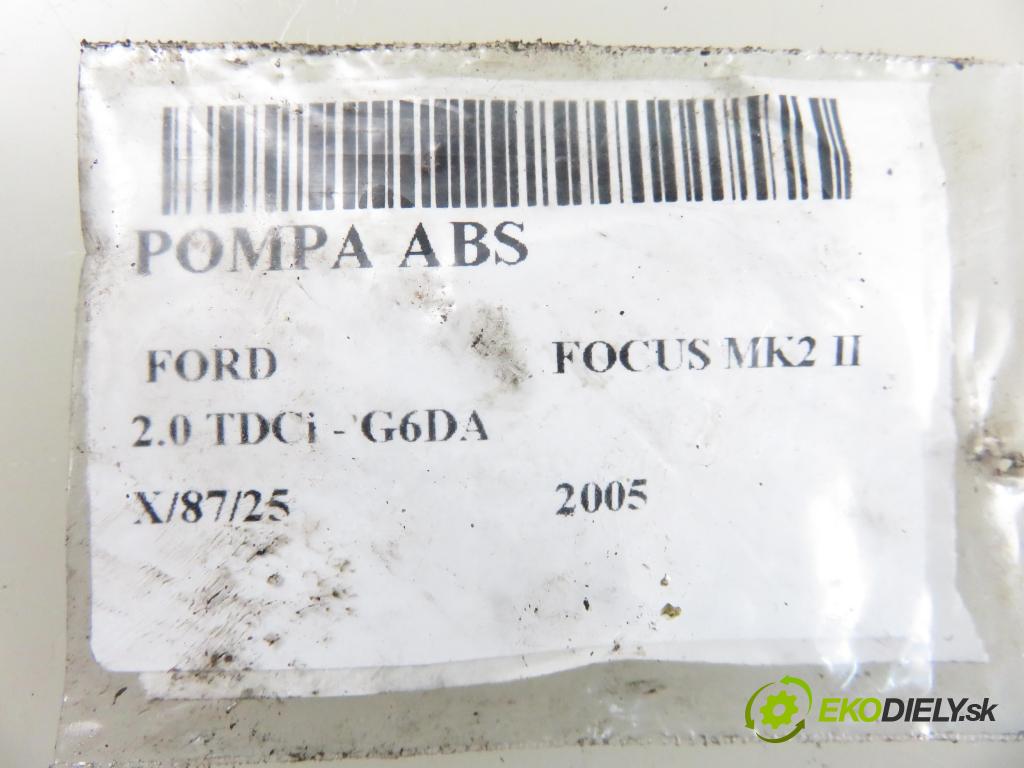 POMPA ABS
FORD FOCUS MK2 II
2.0 TDCi - G6DA
X/87/25 2005
EKODIELY.sk